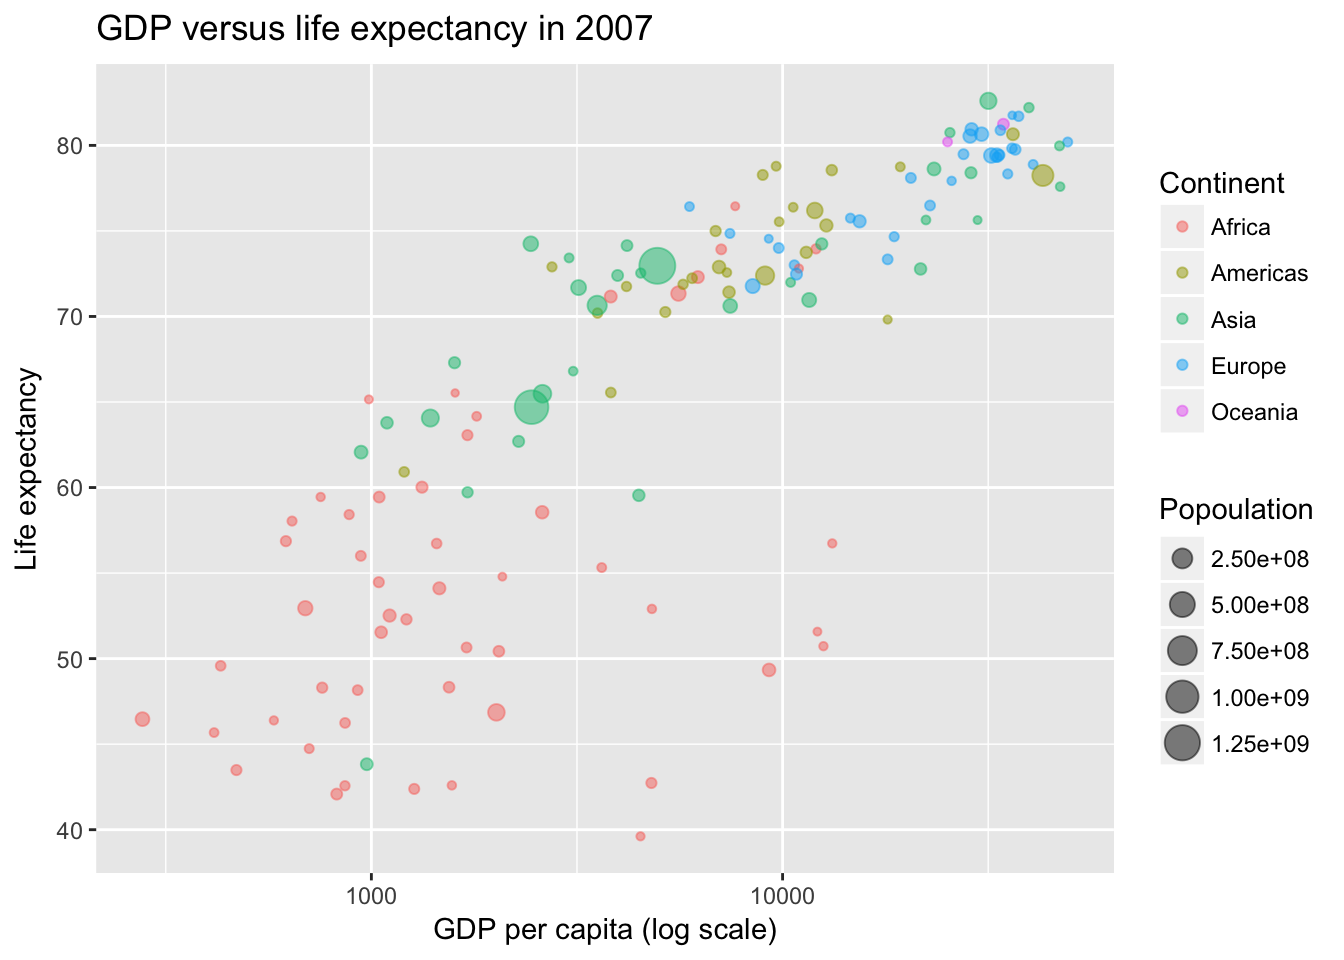 GDP versus life expectancy in 2007
80
70
60
50
40
Life expectancy
1000
10000
GDP per capita (log scale)
Continent
Africa
Americas
Asia
Europe
Oceania
Popoulation
2.50e+08
5.00e+08
7.50e+08
1.00e+09
1.25e+09